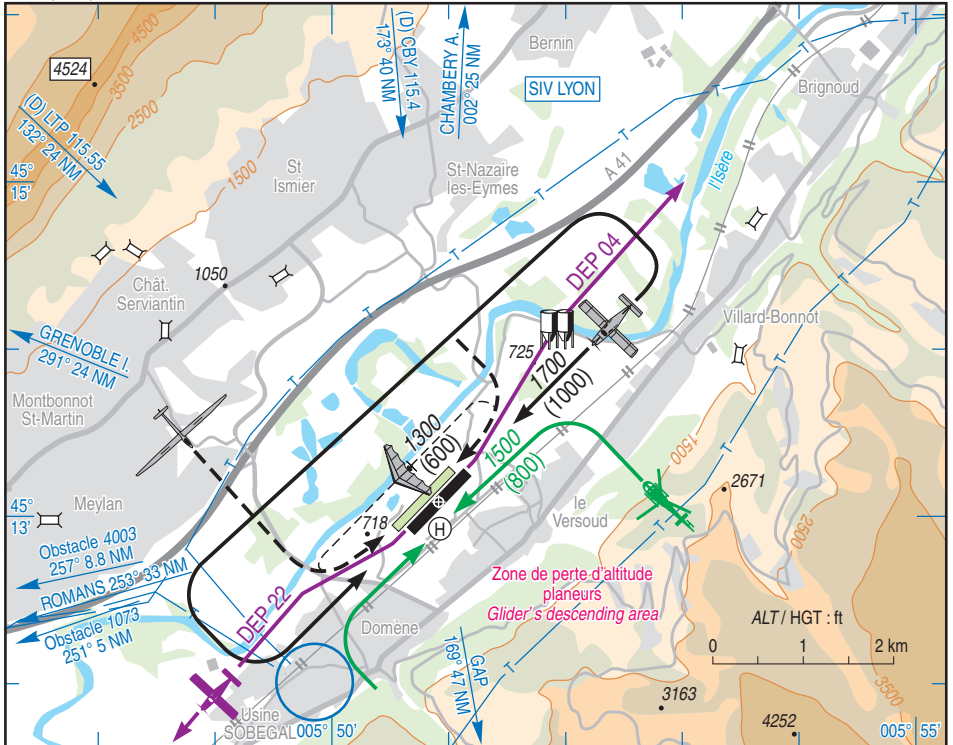 4500
4524
3500
2500
(D) LTP 115.55
132° 24 NM
(D) CBY 115.4
173° 40 NM
CHAMBERY A.
002° 25 NM
Bernin
SIV LYON
Brignoud
T
T
T
45°
15'
1500
St
Ismier
St-Nazaire
les-Eymes
A 41
l'Isère
T
T
DEP 04
1050
Chât.
Serviantin
T
GRENOBLE I.
291° 24 NM
725
1700
(1000)
Villard-Bonnot
T
Montbonnot
St-Martin
1300
(600)
1500
(800)
1500
T
2671
Meylan
45°
13'
718
H
le
Versoud
2500
T
Obstacle 4003
257° 8.8 NM
ROMANS 253° 33 NM
Obstacle 1073
251° 5 NM
Zone de perte d'altitude
planeurs
Glider's descending area
DEP 22
Domène
ALT / HGT : ft
0 1 2 km
GAP
169° 47 NM
T
3163
3500
Usine
SOBEGAL
005° 50'
4252
005° 55'